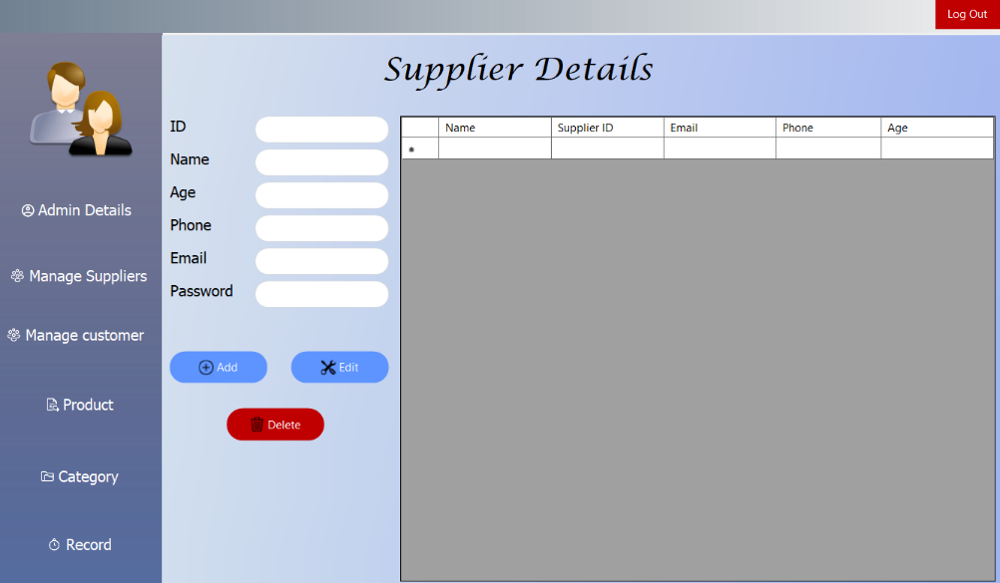 Log Out
Supplier Details
Admin Details
Manage Suppliers
Manage customer
Product
Category
Record
ID
Name
Age
Phone
Email
Password
Add Edit
Delete
Name Supplier ID Email Phone Age